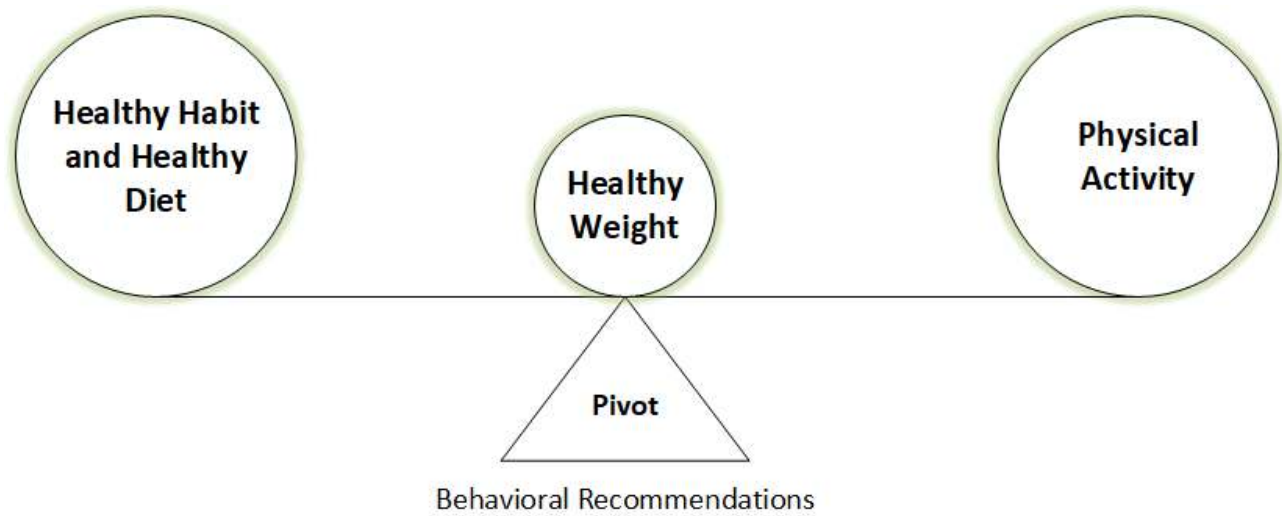 Healthy Habit
and Healthy
Diet
Healthy
Weight
Physical
Activity
Pivot
Behavioral Recommendations